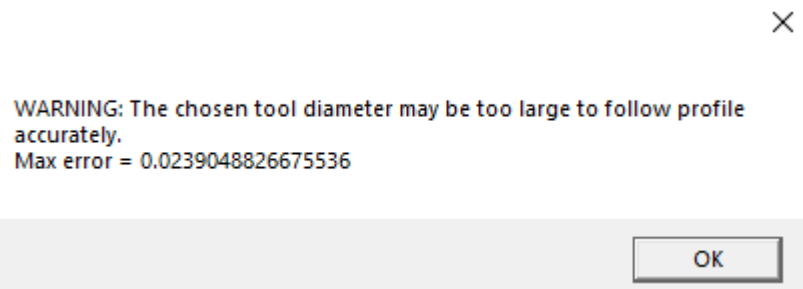 WARNING: The chosen tool diameter may be too large to follow profile
accurately.
Max error = 0.0239048826675536
OK